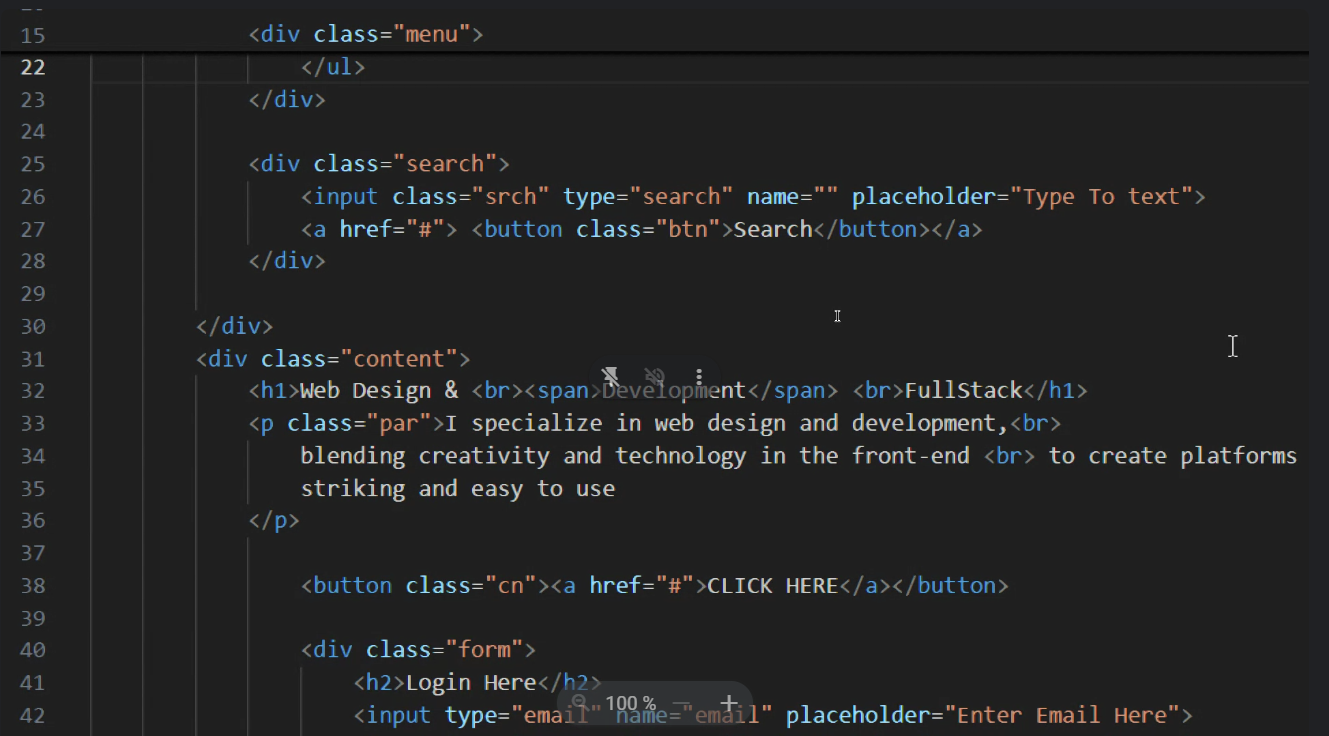 15 <div class="menu">
22 </ul>
23 </div>
24
25 <div class="search">
26 <input class="srch" type="search" name="" placeholder="Type To text">
27 <a href="#"> <button class="btn">Search</button></a>
28 </div>
29
30 </div>
31 <div class="content">
32 <h1>Web Design & <br><span>Development</span> <br>FullStack</h1>
33 <p class="par">I specialize in web design and development,<br>
34 blending creativity and technology in the front-end <br> to create platforms
35 striking and easy to use
36 </p>
37
38 <button class="cn"><a href="#">CLICK HERE</a></button>
39
40 <div class="form">
41 <h2>Login Here</h2>
42 <input type="email" name="email" placeholder="Enter Email Here">
100 %